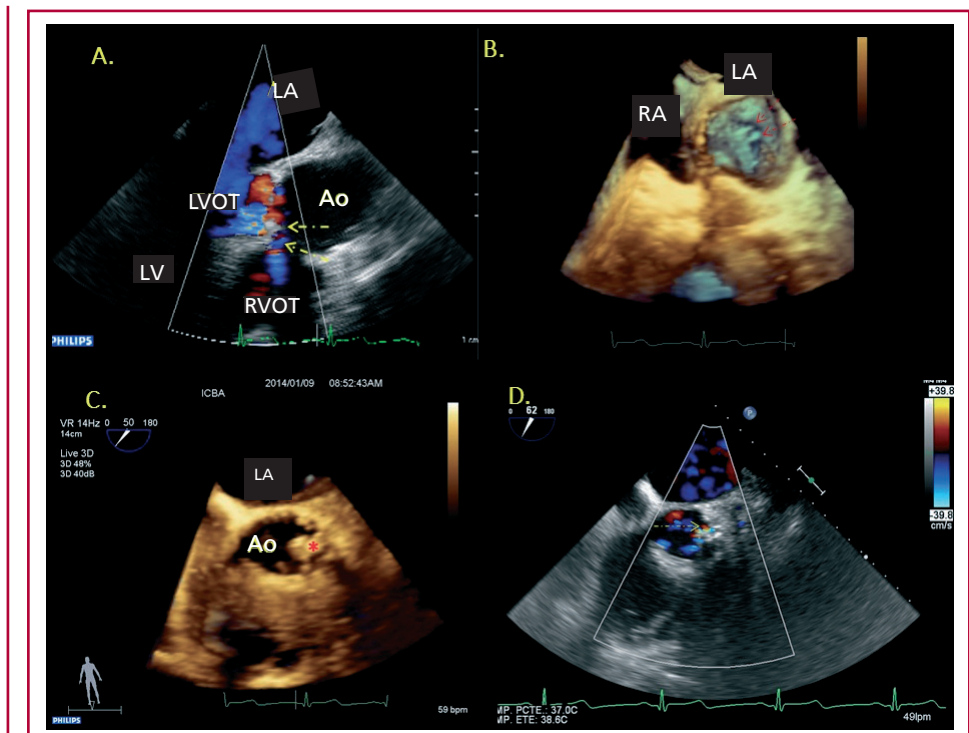 A.
LA
LVOT
Ao
LV
RVOT
PHILIPS
1 cm
B.
LA
RA
C.
ICBA
2014/01/09 08:52:43AM
VR 14Hz
14cm
0 50 180
Live 3D
3D 48%
3D 40dB
LA
Ao
*
59 bpm
PHILIPS
D.
0 62 180
P
+39.8
-39.8
cm/s
MP. PCTE.: 37.0C
MP. ETE: 38.6C
49lpm